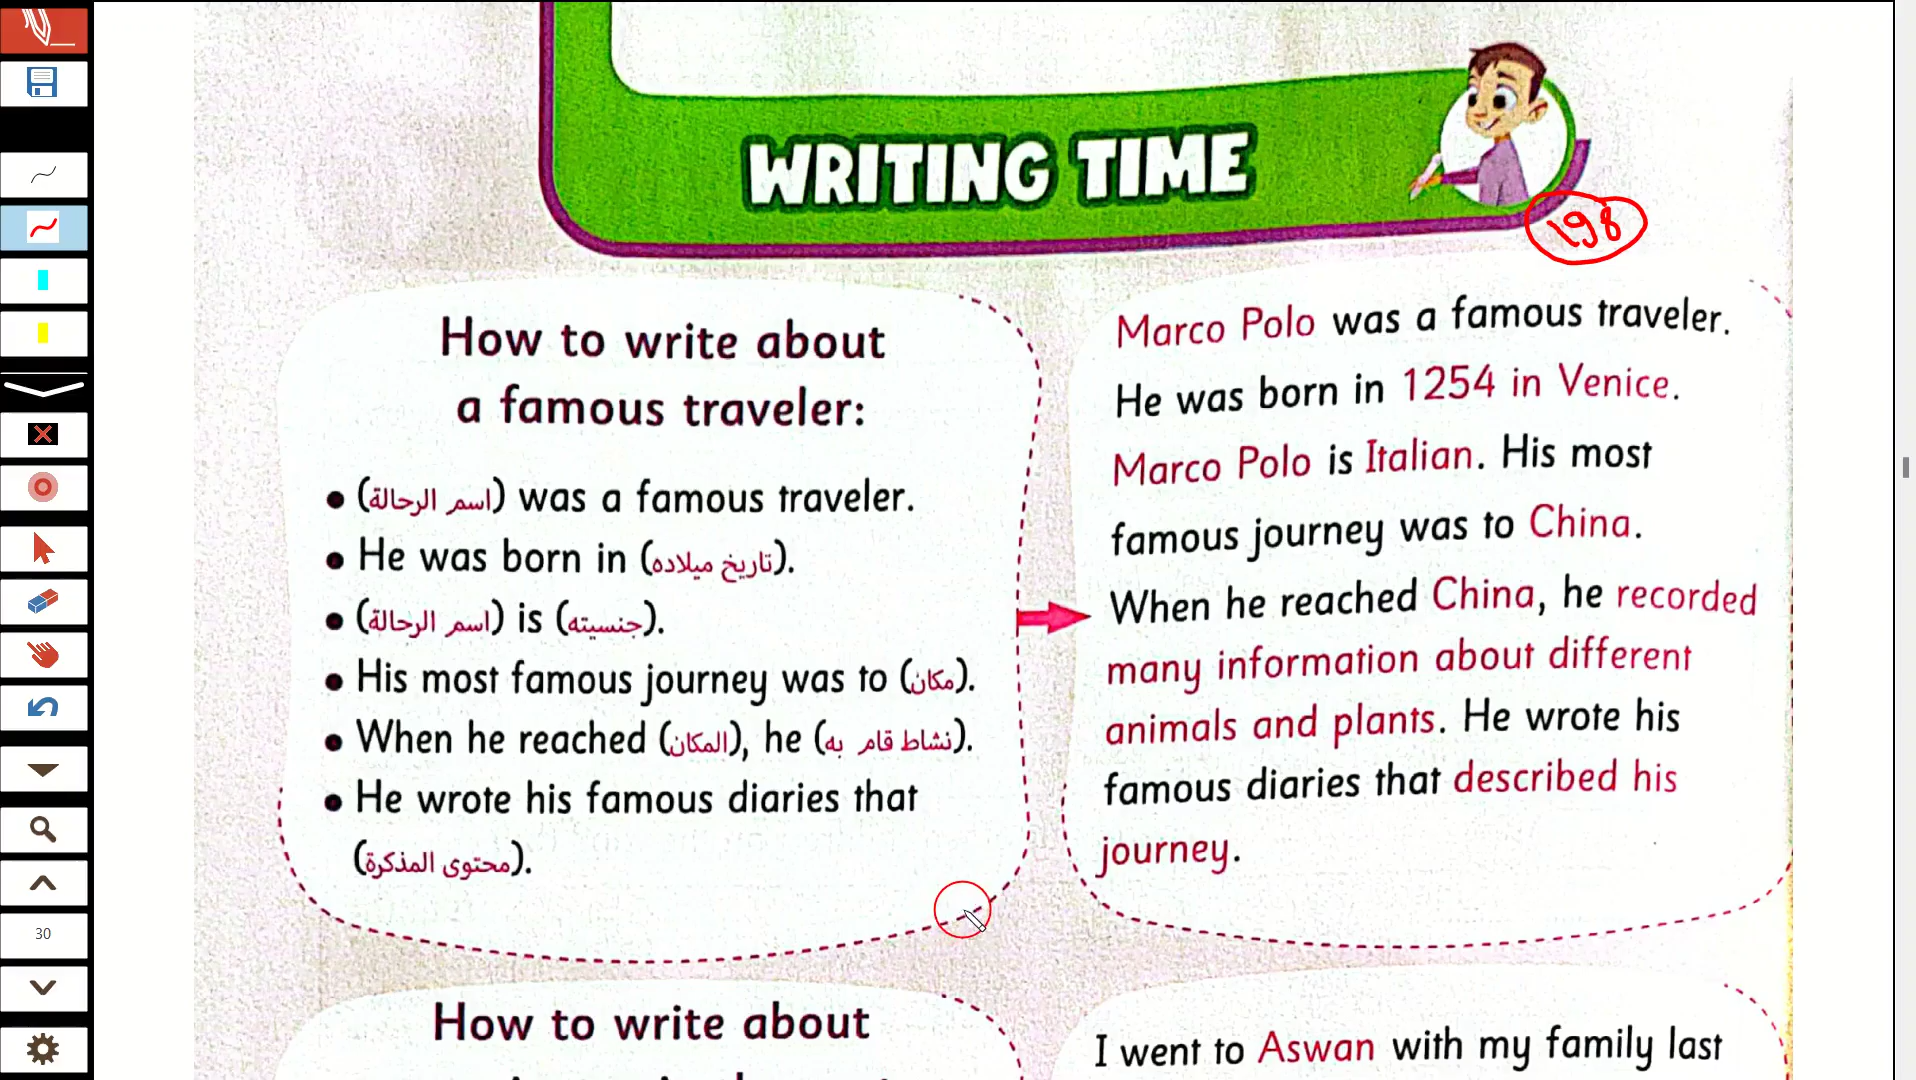 WRITING TIME
198
How to write about
a famous traveler:
● (اسم الرحالة) was a famous traveler.
● He was born in (تاريخ ميلاده).
● (اسم الرحالة) is (جنسيته).
● His most famous journey was to (مكان).
● When he reached (المكان), he (نشاط قام به).
● He wrote his famous diaries that
(محتوى المذكرة).
Marco Polo was a famous traveler.
He was born in 1254 in Venice.
Marco Polo is Italian. His most
famous journey was to China.
When he reached China, he recorded
many information about different
animals and plants. He wrote his
famous diaries that described his
journey.
How to write about
I went to Aswan with my family last
30